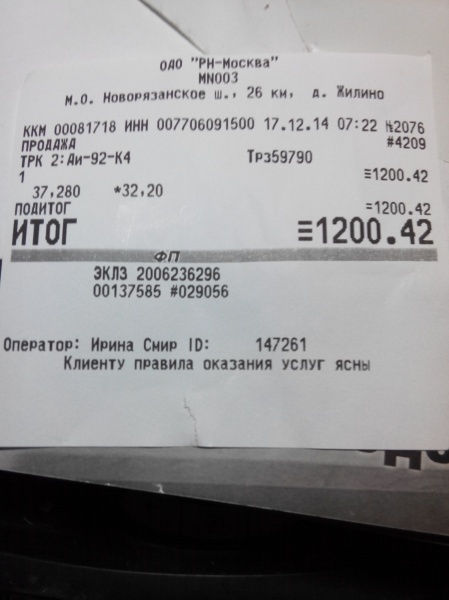 ОАО "РН-Москва"
MN003
М.О. Новорязанское ш., 26 км, д. Жилино
ККМ 00081718 ИНН 007706091500 17.12.14 07:22 №2076
ПРОДАЖА #4209
ТРК 2:Аи-92-К4 Трз59790
1 ≡1200.42
37,280 *32,20
ПОДИТОГ =1200.42
ИТОГ ≡1200.42
ФП
ЭКЛЗ 2006236296
00137585 #029056
Оператор: Ирина Смир ID: 147261
Клиенту правила оказания услуг ясны